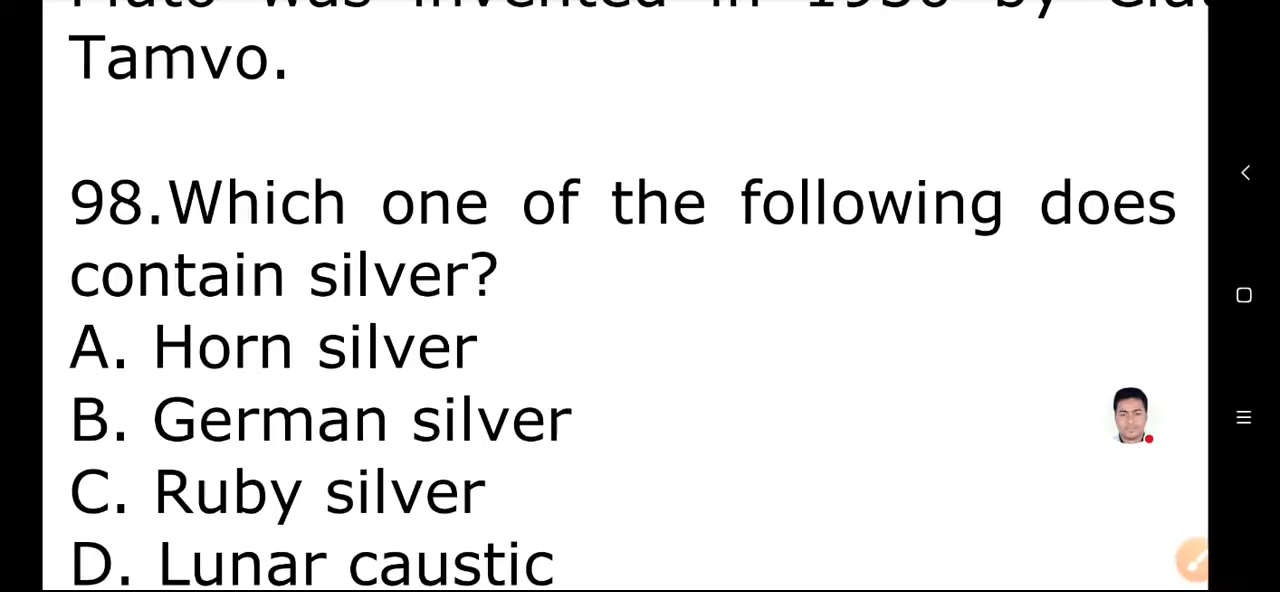 Tamvo.
98.Which one of the following does
contain silver?
A. Horn silver
B. German silver
C. Ruby silver
D. Lunar caustic